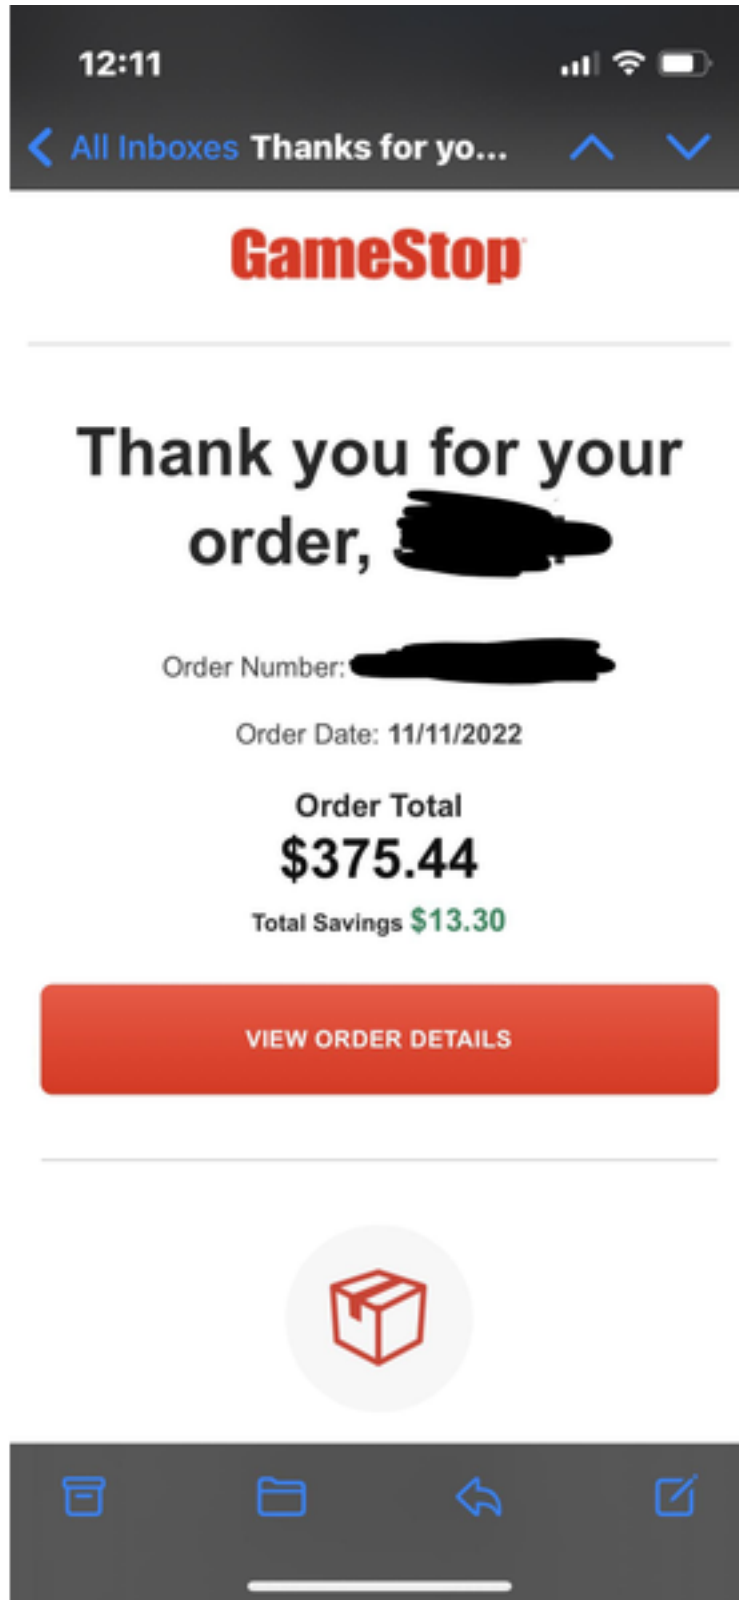 12:11
All Inboxes Thanks for yo...
GameStop
Thank you for your
order,
Order Number:
Order Date: 11/11/2022
Order Total
$375.44
Total Savings $13.30
VIEW ORDER DETAILS